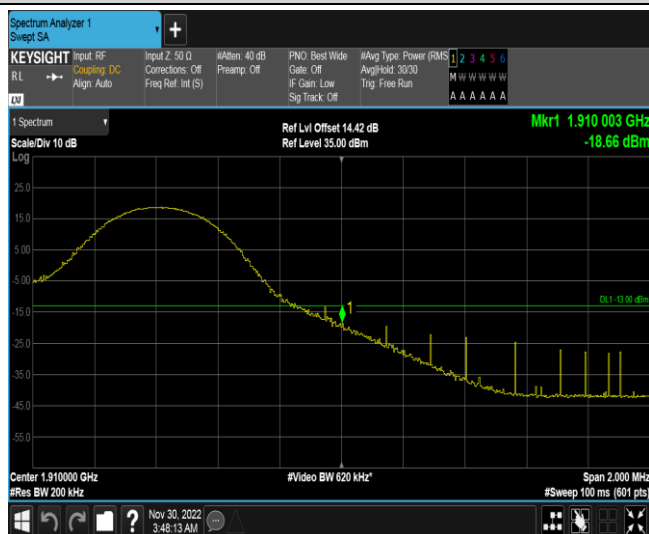 Spectrum Analyzer 1
Swept SA
KEYSIGHT Input: RF Input Z: 50 Ω #Atten: 40 dB PNO: Best Wide #Avg Type: Power (RMS 1 2 3 4 5 6
R L Coupling: DC Corrections: Off Preamp: Off Gate: Off Avg|Hold: 30/30 M W W W W W
Align: Auto Freq Ref: Int (S) IF Gain: Low Trig: Free Run
Sig Track: Off A A A A A A
LXI
1 Spectrum Ref Lvl Offset 14.42 dB Mkr1 1.910 003 GHz
Scale/Div 10 dB Ref Level 35.00 dBm -18.66 dBm
Log
25.0
15.0
5.00
-5.00
DL1 -13.00 dBm
1
-15.0
-25.0
-35.0
-45.0
-55.0
Center 1.910000 GHz #Video BW 620 kHz* Span 2.000 MHz
#Res BW 200 kHz #Sweep 100 ms (601 pts)
? Nov 30, 2022
3:48:13 AM